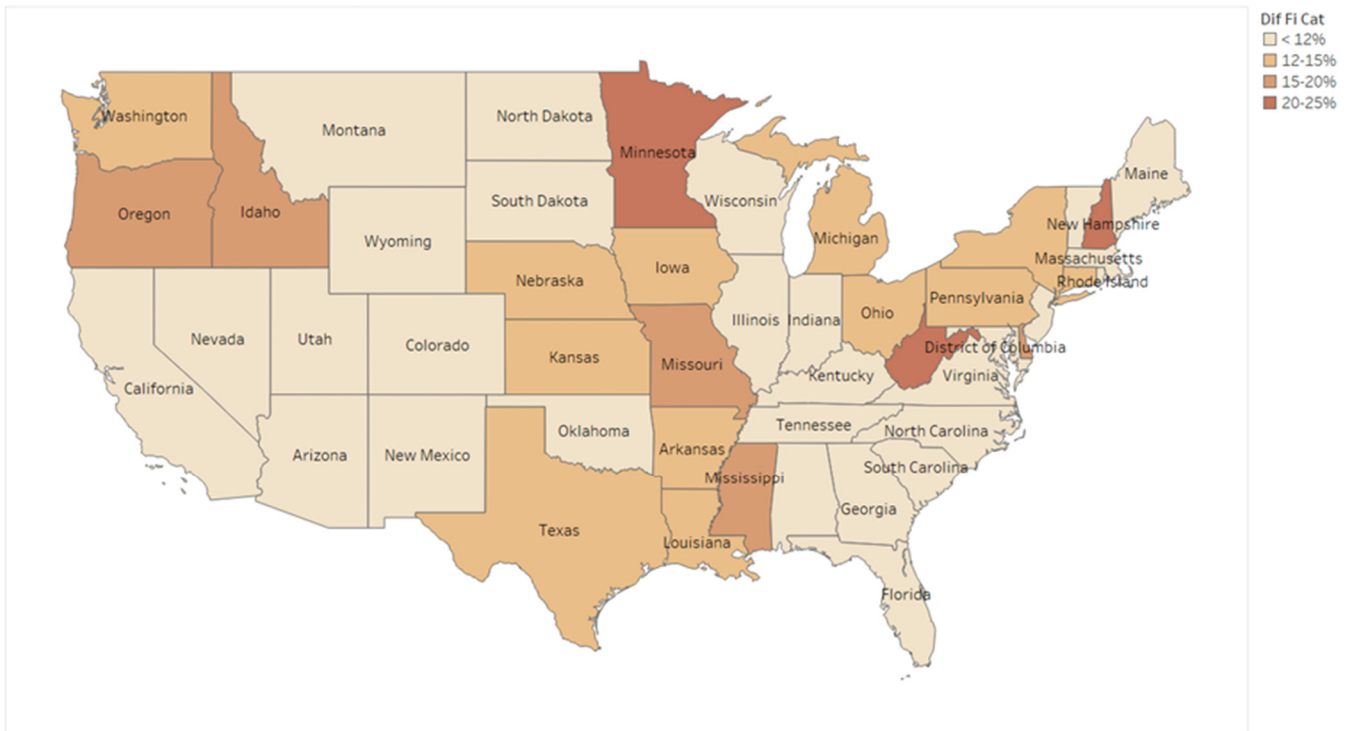 Dif Fi Cat
< 12%
12-15%
15-20%
20-25%
Washington
Montana
North Dakota
Minnesota
Maine
Oregon
Idaho
South Dakota
Wisconsin
Wyoming
New Hampshire
Michigan
Massachusetts
Iowa
Nebraska
Rhode Island
Pennsylvania
Ohio
Illinois
Indiana
Nevada
Utah
Colorado
Kansas
District of Columbia
Missouri
Kentucky
Virginia
California
Oklahoma
Tennessee
North Carolina
Arizona
New Mexico
Arkansas
South Carolina
Mississippi
Georgia
Texas
Louisiana
Florida